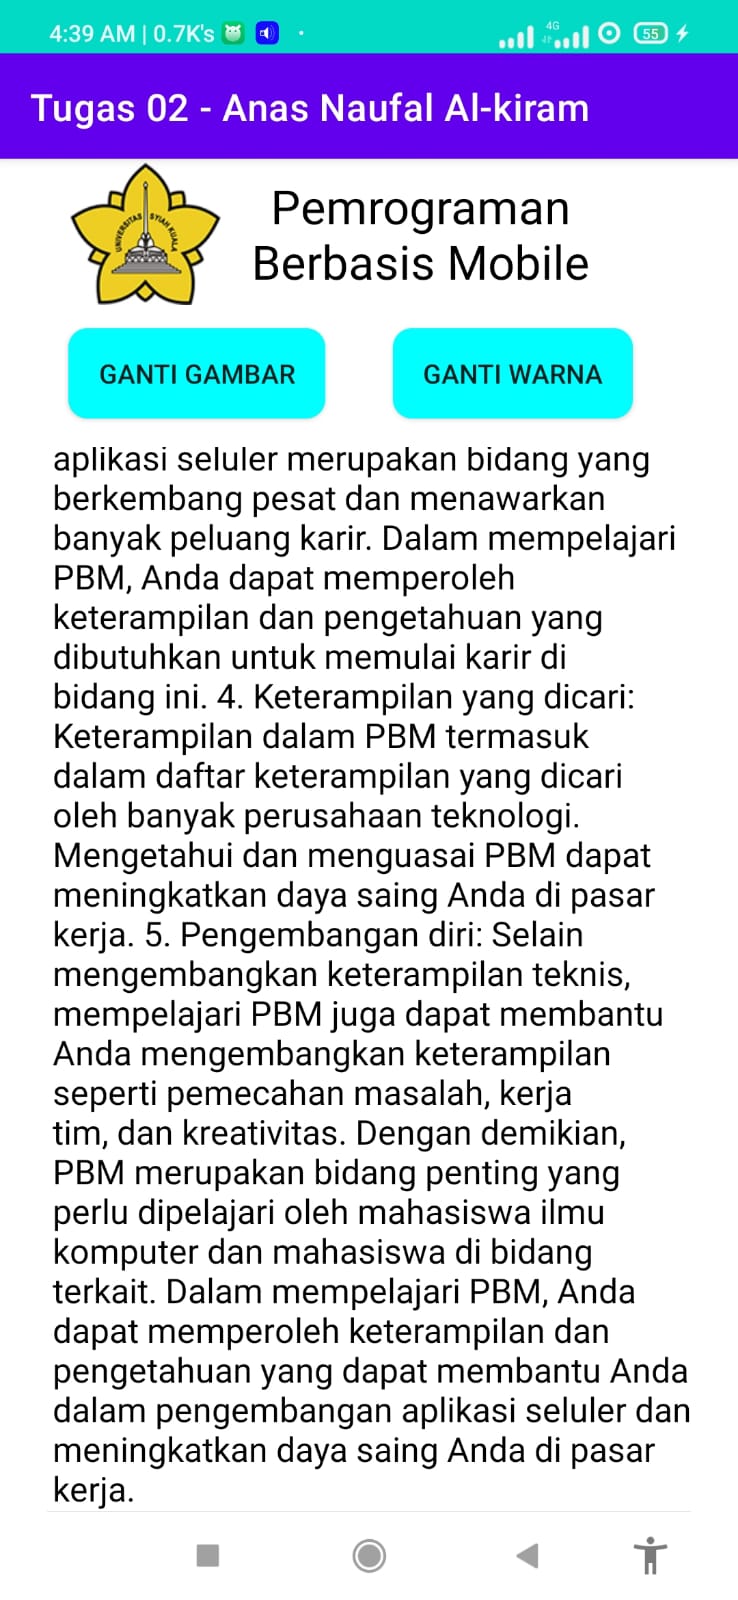 4:39 AM | 0.7K's
4G
55
Tugas 02 - Anas Naufal Al-kiram
UNIVERSITAS SYIAH KUALA
Pemrograman
Berbasis Mobile
GANTI GAMBAR
GANTI WARNA
aplikasi seluler merupakan bidang yang
berkembang pesat dan menawarkan
banyak peluang karir. Dalam mempelajari
PBM, Anda dapat memperoleh
keterampilan dan pengetahuan yang
dibutuhkan untuk memulai karir di
bidang ini. 4. Keterampilan yang dicari:
Keterampilan dalam PBM termasuk
dalam daftar keterampilan yang dicari
oleh banyak perusahaan teknologi.
Mengetahui dan menguasai PBM dapat
meningkatkan daya saing Anda di pasar
kerja. 5. Pengembangan diri: Selain
mengembangkan keterampilan teknis,
mempelajari PBM juga dapat membantu
Anda mengembangkan keterampilan
seperti pemecahan masalah, kerja
tim, dan kreativitas. Dengan demikian,
PBM merupakan bidang penting yang
perlu dipelajari oleh mahasiswa ilmu
komputer dan mahasiswa di bidang
terkait. Dalam mempelajari PBM, Anda
dapat memperoleh keterampilan dan
pengetahuan yang dapat membantu Anda
dalam pengembangan aplikasi seluler dan
meningkatkan daya saing Anda di pasar
kerja.